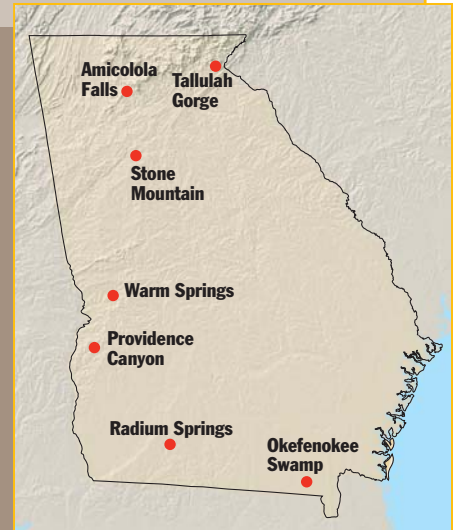 Amicolola
Falls
Tallulah
Gorge
Stone
Mountain
Warm Springs
Providence
Canyon
Radium Springs
Okefenokee
Swamp